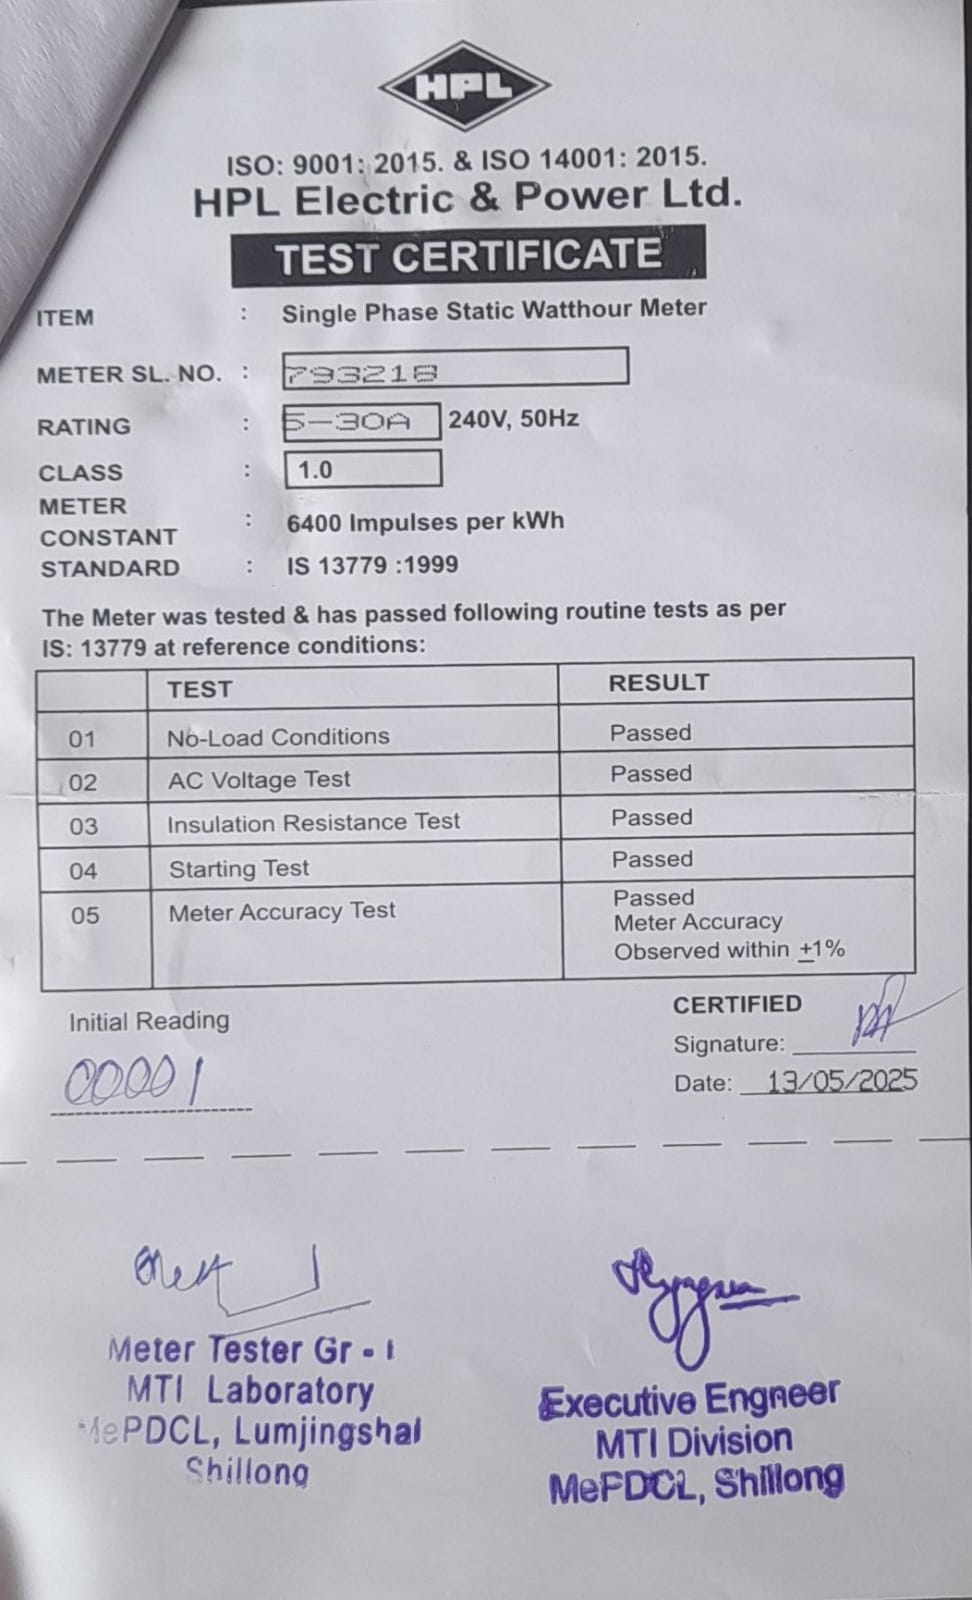 HPL
ISO: 9001: 2015. & ISO 14001: 2015.
HPL Electric & Power Ltd.
TEST CERTIFICATE
ITEM : Single Phase Static Watthour Meter
METER SL. NO. : 793218
RATING : 5-30A 240V, 50Hz
CLASS : 1.0
METER
CONSTANT : 6400 Impulses per kWh
STANDARD : IS 13779 :1999
The Meter was tested & has passed following routine tests as per
IS: 13779 at reference conditions:
TEST RESULT
01 No-Load Conditions Passed
02 AC Voltage Test Passed
03 Insulation Resistance Test Passed
04 Starting Test Passed
05 Meter Accuracy Test Passed
Meter Accuracy
Observed within ±1%
Initial Reading
00001
CERTIFIED
Signature:
Date: 13/05/2025
Meter Tester Gr - I
MTI Laboratory
MePDCL, Lumjingshai
Shillong
Executive Engneer
MTI Division
MePDCL, Shillong